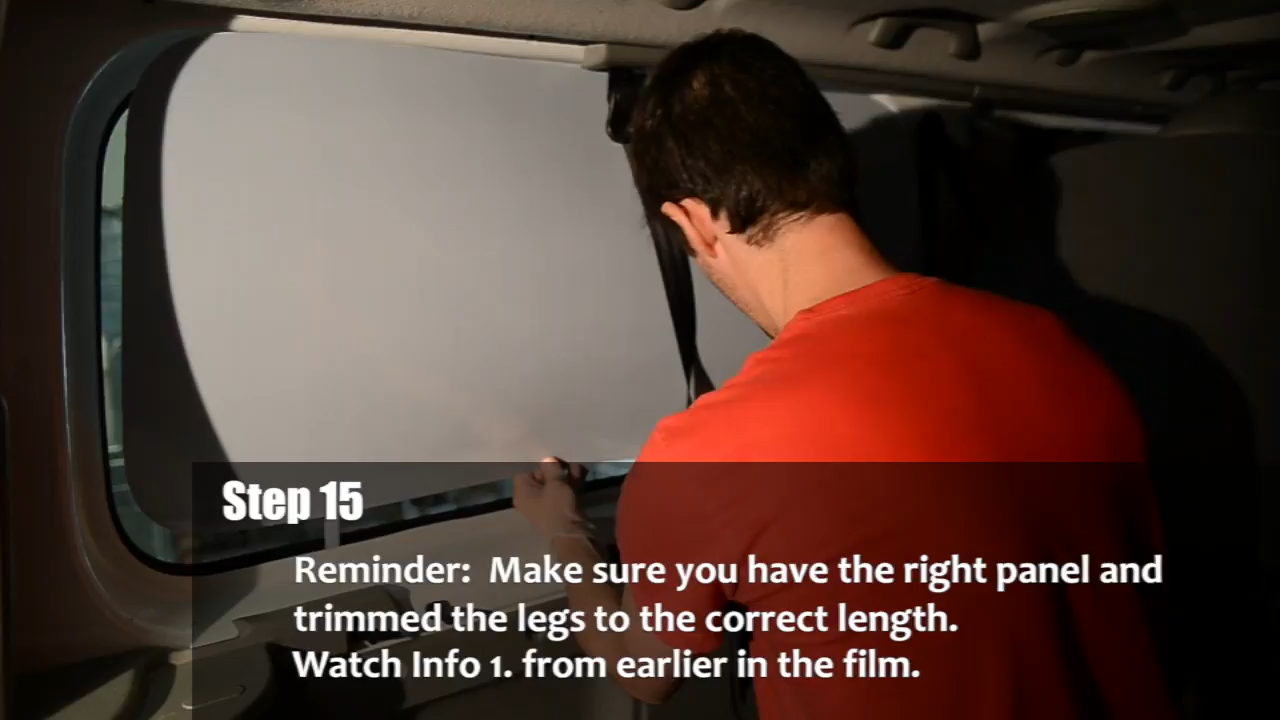 Step 15
Reminder:  Make sure you have the right panel and
trimmed the legs to the correct length.
Watch Info 1. from earlier in the film.